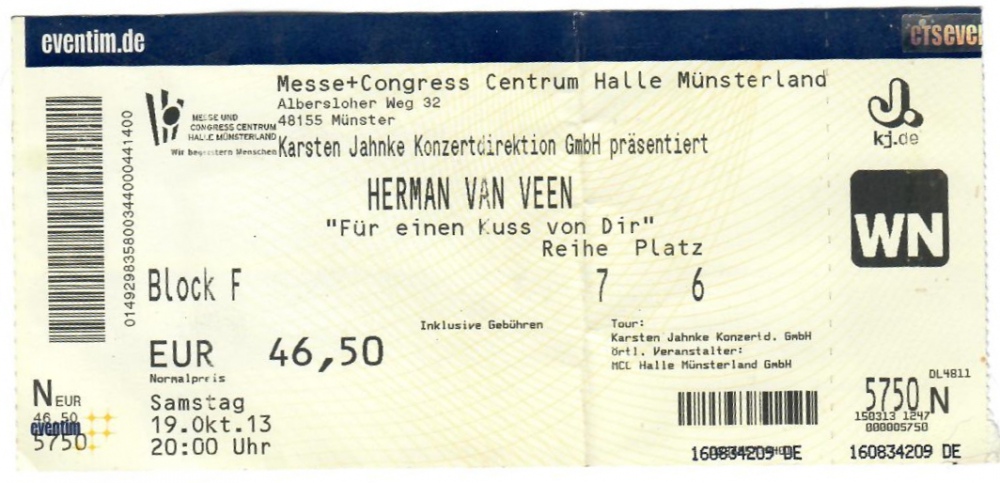 eventim.de
Messe+Congress Centrum Halle Münsterland
Albersloher Weg 32
48155 Münster
MESSE UND
CONGRESS CENTRUM
HALLE MÜNSTERLAND
Wir begeistern Menschen
Karsten Jahnke Konzertdirektion GmbH präsentiert
kj.de
HERMAN VAN VEEN
"Für einen Kuss von Dir"
Reihe Platz
WN
Block F 7 6
Inklusive Gebühren
Tour:
Karsten Jahnke Konzertd. GmbH
örtl. Veranstalter:
MCC Halle Münsterland GmbH
EUR 46,50
Normalpreis
Samstag
19.Okt.13
20:00 Uhr
014929835800344000441400
N EUR
46,50
eventim
5750
DL4811
5750 N
150313 1247
000005750
160834209 DE
160834209 DE